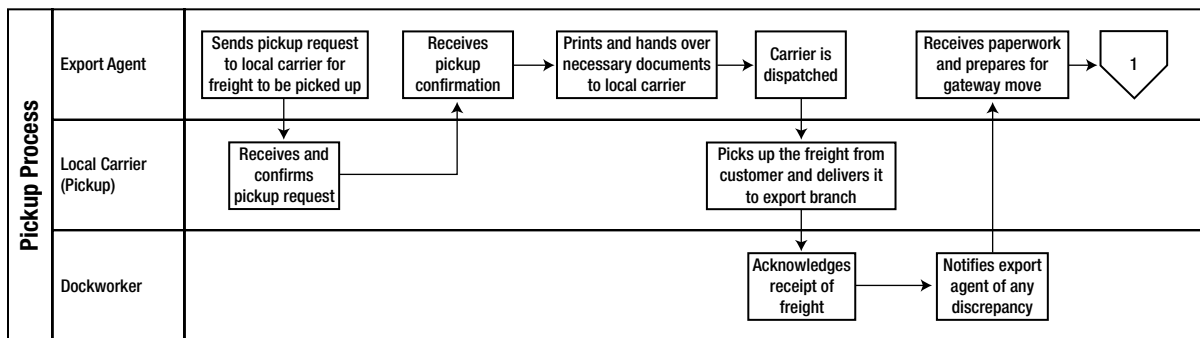 Pickup Process
Export Agent
Sends pickup request
to local carrier for
freight to be picked up
Receives
pickup
confirmation
Prints and hands over
necessary documents
to local carrier
Carrier is
dispatched
Receives paperwork
and prepares for
gateway move
1
Local Carrier
(Pickup)
Receives and
confirms
pickup request
Picks up the freight from
customer and delivers it
to export branch
Dockworker
Acknowledges
receipt of
freight
Notifies export
agent of any
discrepancy